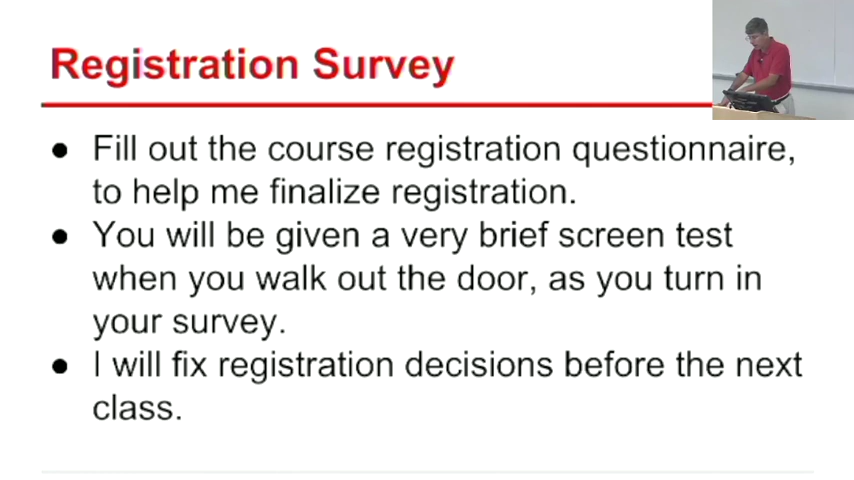 Registration Survey
● Fill out the course registration questionnaire,
to help me finalize registration.
● You will be given a very brief screen test
when you walk out the door, as you turn in
your survey.
● I will fix registration decisions before the next
class.